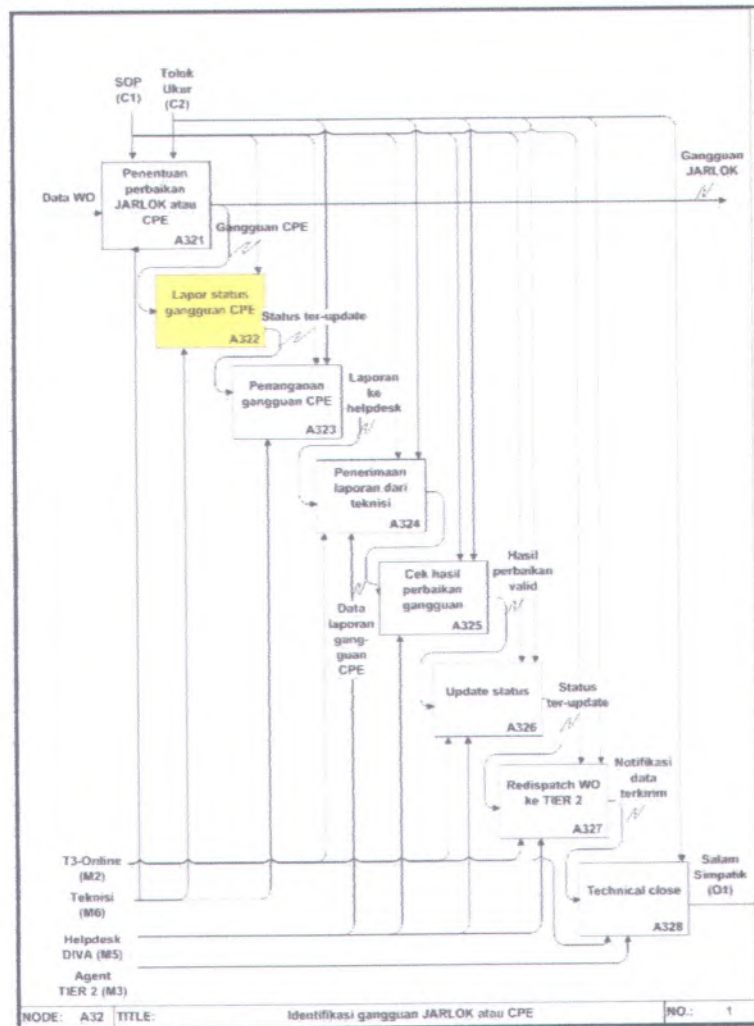 SOP
(C1)
Tolok
Ukur
(C2)
Gangguan
JARLOK
Data WO
Penentuan
perbaikan
JARLOK atau
CPE
A321
Gangguan CPE
Lapor status
gangguan CPE
A322
Status ter-update
Penanganan
gangguan CPE
A323
Laporan
ke
helpdesk
Penerimaan
laporan dari
teknisi
A324
Data
laporan
gang-
guan
CPE
Cek hasil
perbaikan
gangguan
A325
Hasil
perbaikan
valid
Update status
A326
Status
ter-update
Redispatch WO
ke TIER 2
A327
Notifikasi
data
terkirim
Technical close
A328
Salam
Simpatik
(O1)
T3-Online
(M2)
Teknisi
(M6)
Helpdesk
DIVA (M5)
Agent
TIER 2 (M3)
NODE: A32 TITLE: Identifikasi gangguan JARLOK atau CPE NO.: 1